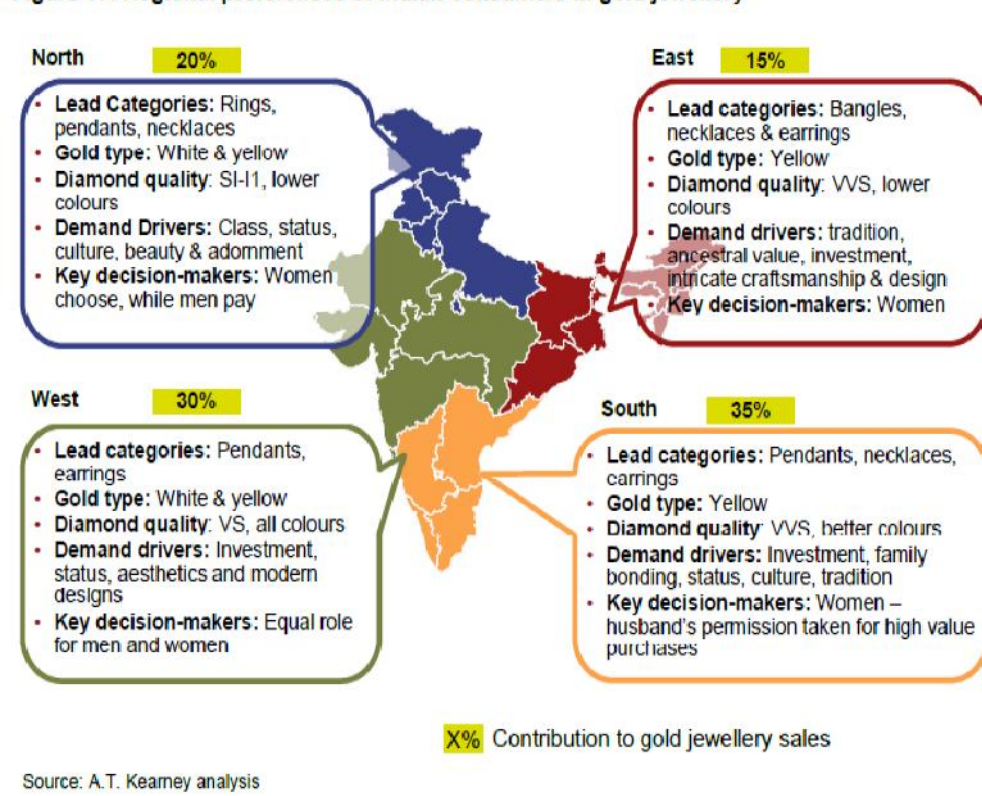 North 20%
• Lead Categories: Rings,
pendants, necklaces
• Gold type: White & yellow
• Diamond quality: SI-I1, lower
colours
• Demand Drivers: Class, status,
culture, beauty & adornment
• Key decision-makers: Women
choose, while men pay
East 15%
• Lead categories: Bangles,
necklaces & earrings
• Gold type: Yellow
• Diamond quality: VVS, lower
colours
• Demand drivers: tradition,
ancestral value, investment,
intricate craftsmanship & design
• Key decision-makers: Women
West 30%
• Lead categories: Pendants,
earrings
• Gold type: White & yellow
• Diamond quality: VS, all colours
• Demand drivers: Investment,
status, aesthetics and modern
designs
• Key decision-makers: Equal role
for men and women
South 35%
• Lead categories: Pendants, necklaces,
earrings
• Gold type: Yellow
• Diamond quality: VVS, better colours
• Demand drivers: Investment, family
bonding, status, culture, tradition
• Key decision-makers: Women –
husband's permission taken for high value
purchases
X% Contribution to gold jewellery sales
Source: A.T. Kearney analysis